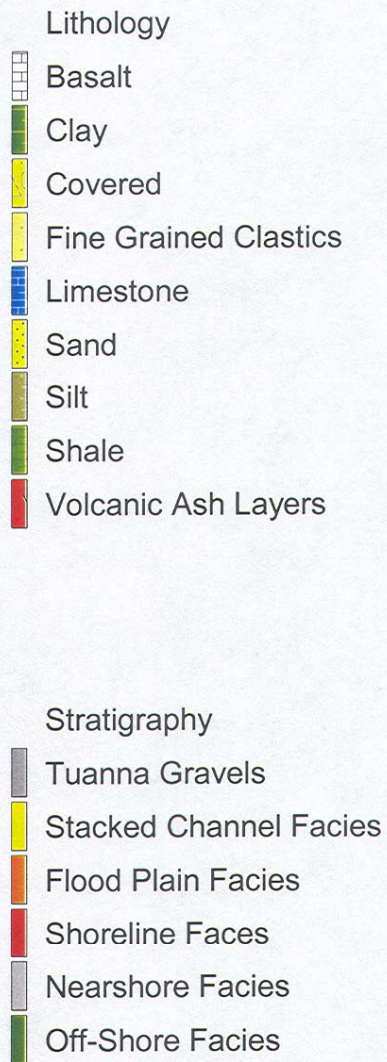 Lithology
Basalt
Clay
Covered
Fine Grained Clastics
Limestone
Sand
Silt
Shale
Volcanic Ash Layers
Stratigraphy
Tuanna Gravels
Stacked Channel Facies
Flood Plain Facies
Shoreline Faces
Nearshore Facies
Off-Shore Facies